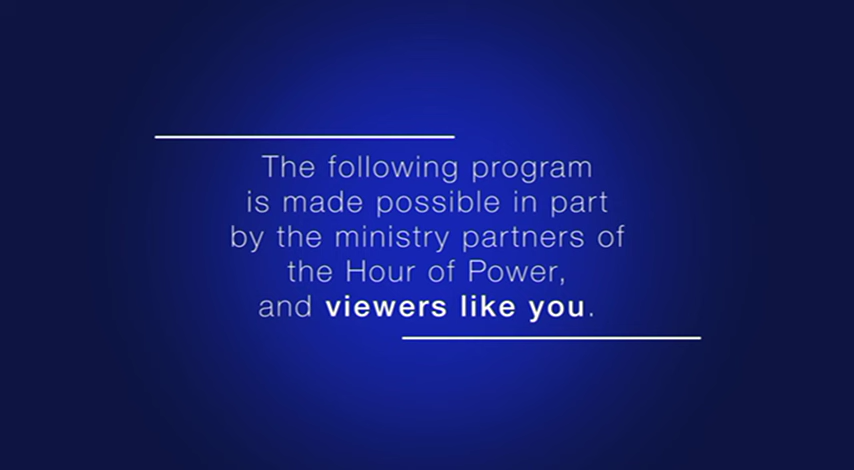 The following program
is made possible in part
by the ministry partners of
the Hour of Power,
and viewers like you.